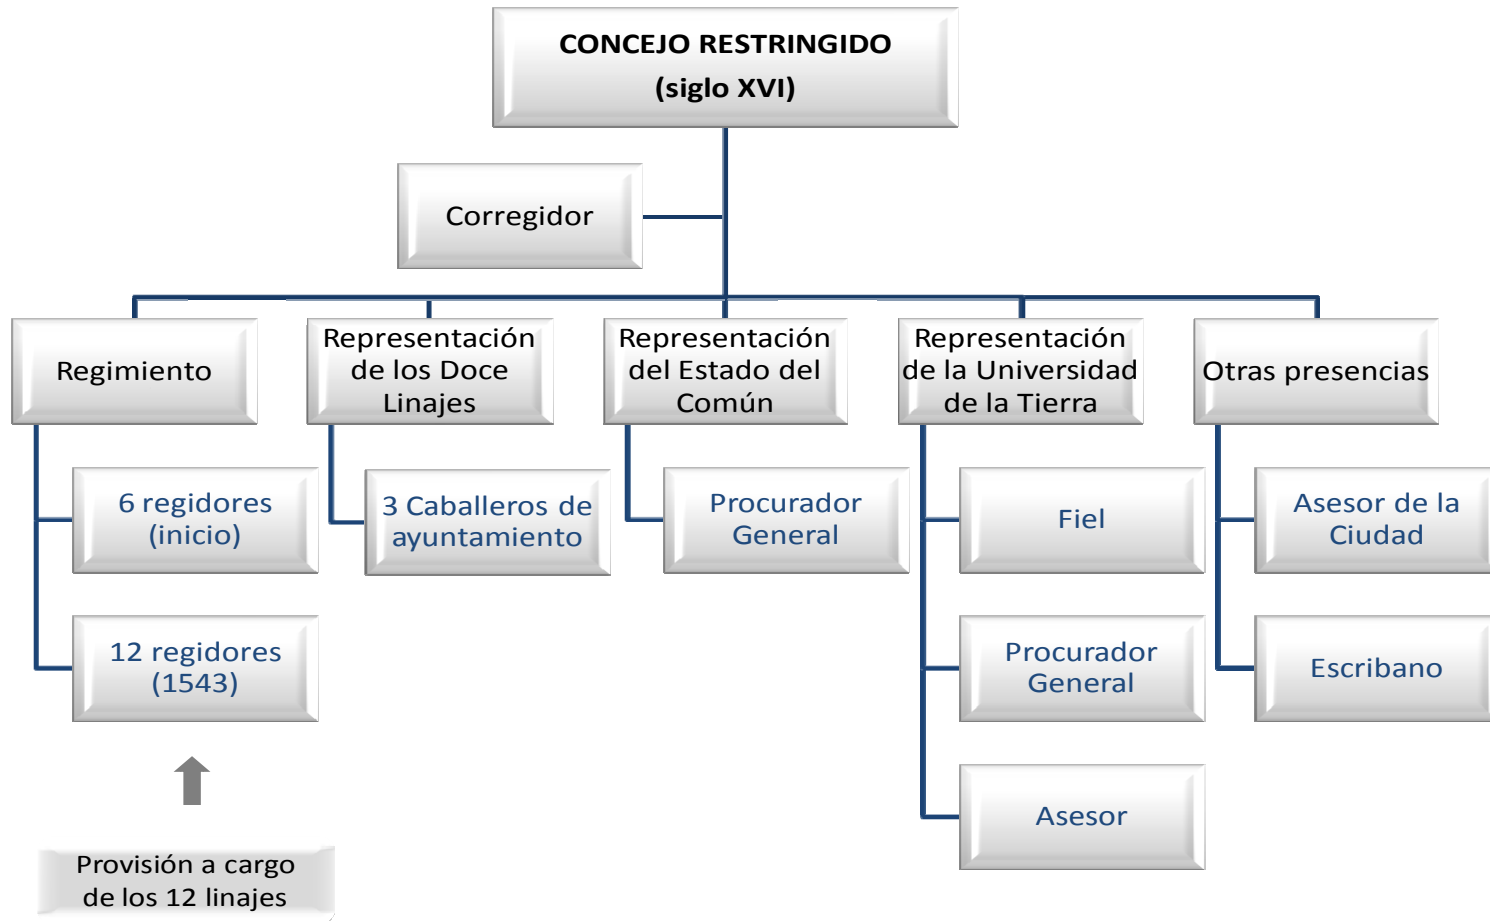 CONCEJO RESTRINGIDO
(siglo XVI)
Corregidor
Regimiento
Representación
de los Doce
Linajes
Representación
del Estado del
Común
Representación
de la Universidad
de la Tierra
Otras presencias
6 regidores
(inicio)
3 Caballeros de
ayuntamiento
Procurador
General
Fiel
Asesor de la
Ciudad
12 regidores
(1543)
Procurador
General
Escribano
Asesor
Provisión a cargo
de los 12 linajes